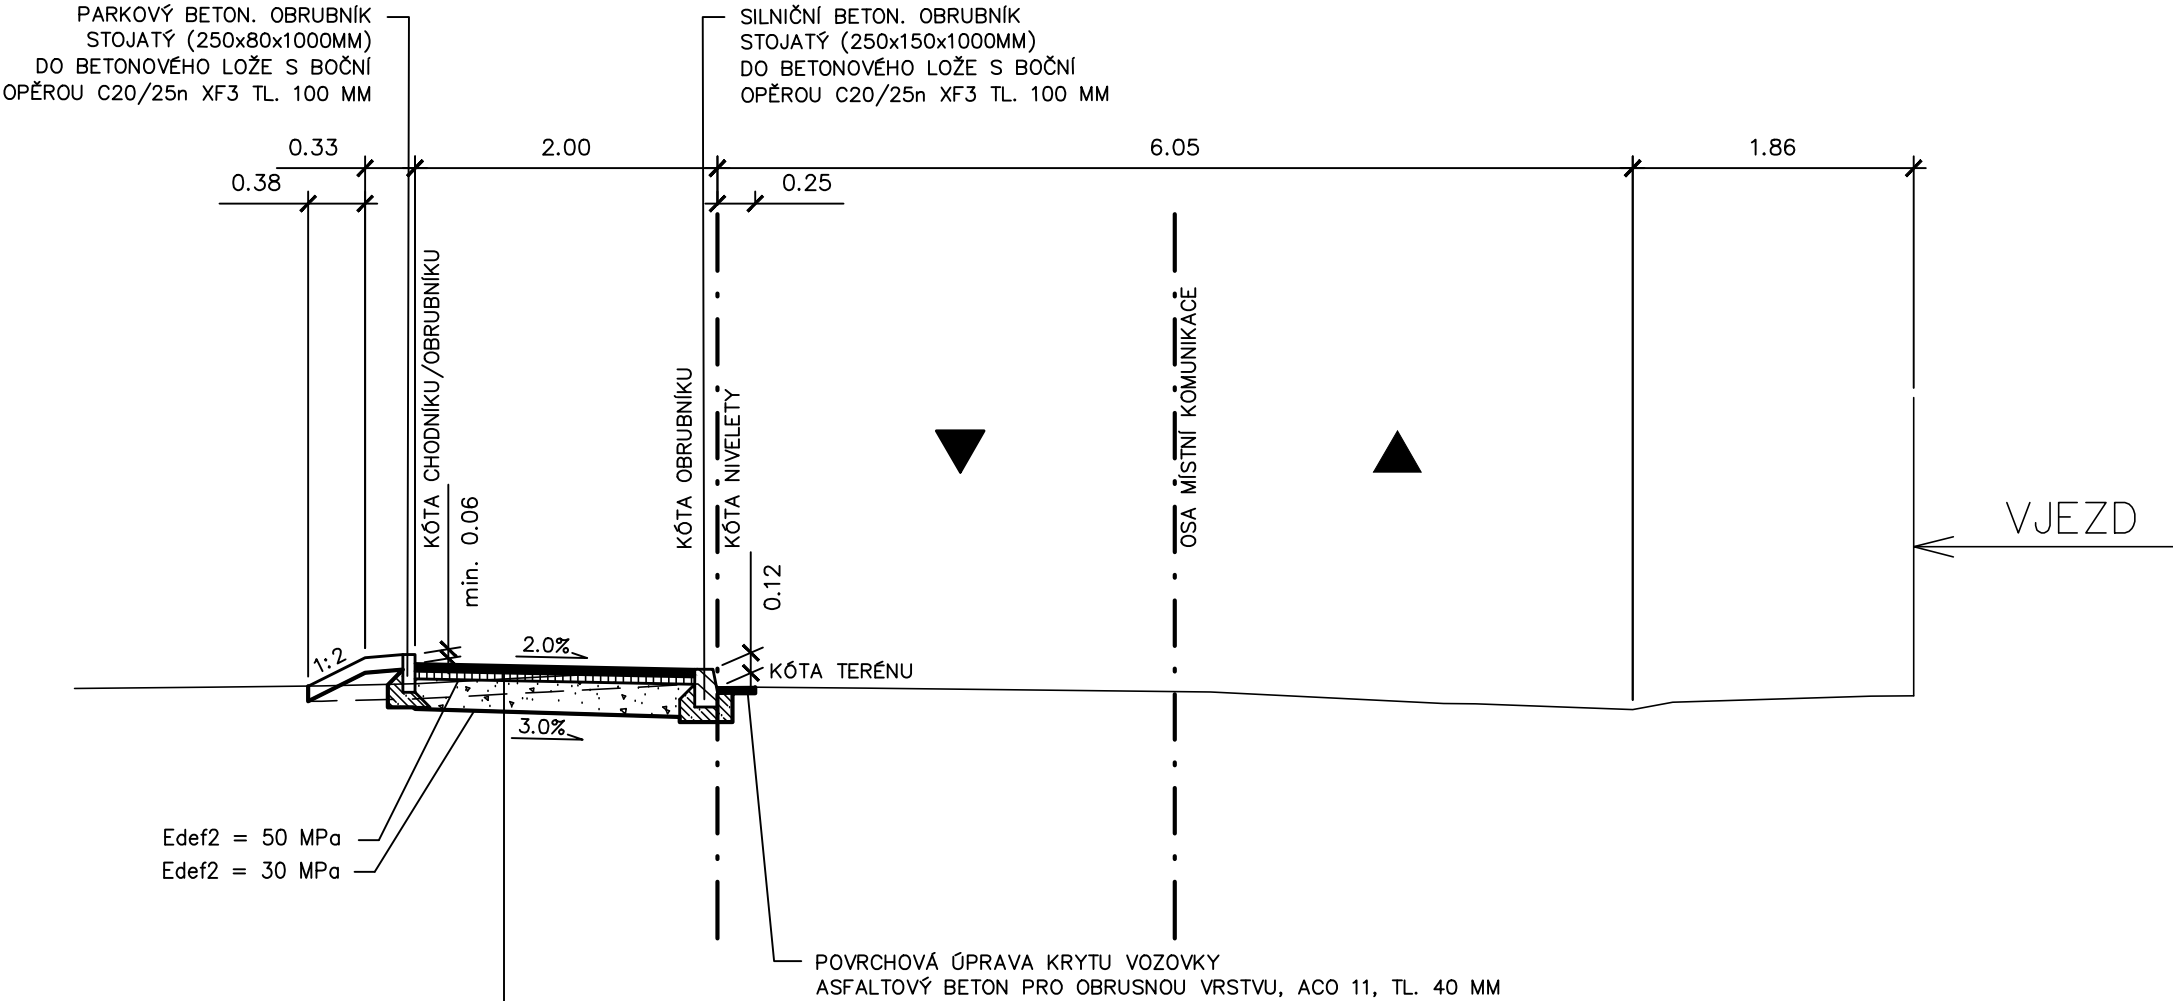 PARKOVÝ BETON. OBRUBNÍK
STOJATÝ (250x80x1000MM)
DO BETONOVÉHO LOŽE S BOČNÍ
OPĚROU C20/25n XF3 TL. 100 MM
SILNIČNÍ BETON. OBRUBNÍK
STOJATÝ (250x150x1000MM)
DO BETONOVÉHO LOŽE S BOČNÍ
OPĚROU C20/25n XF3 TL. 100 MM
0.33
2.00
6.05
1.86
0.38
0.25
KÓTA CHODNÍKU/OBRUBNÍKU
min. 0.06
KÓTA OBRUBNÍKU
KÓTA NIVELETY
0.12
OSA MÍSTNÍ KOMUNIKACE
VJEZD
1:2
2.0%
KÓTA TERÉNU
3.0%
Edef2 = 50 MPa
Edef2 = 30 MPa
POVRCHOVÁ ÚPRAVA KRYTU VOZOVKY
ASFALTOVÝ BETON PRO OBRUSNOU VRSTVU, ACO 11, TL. 40 MM